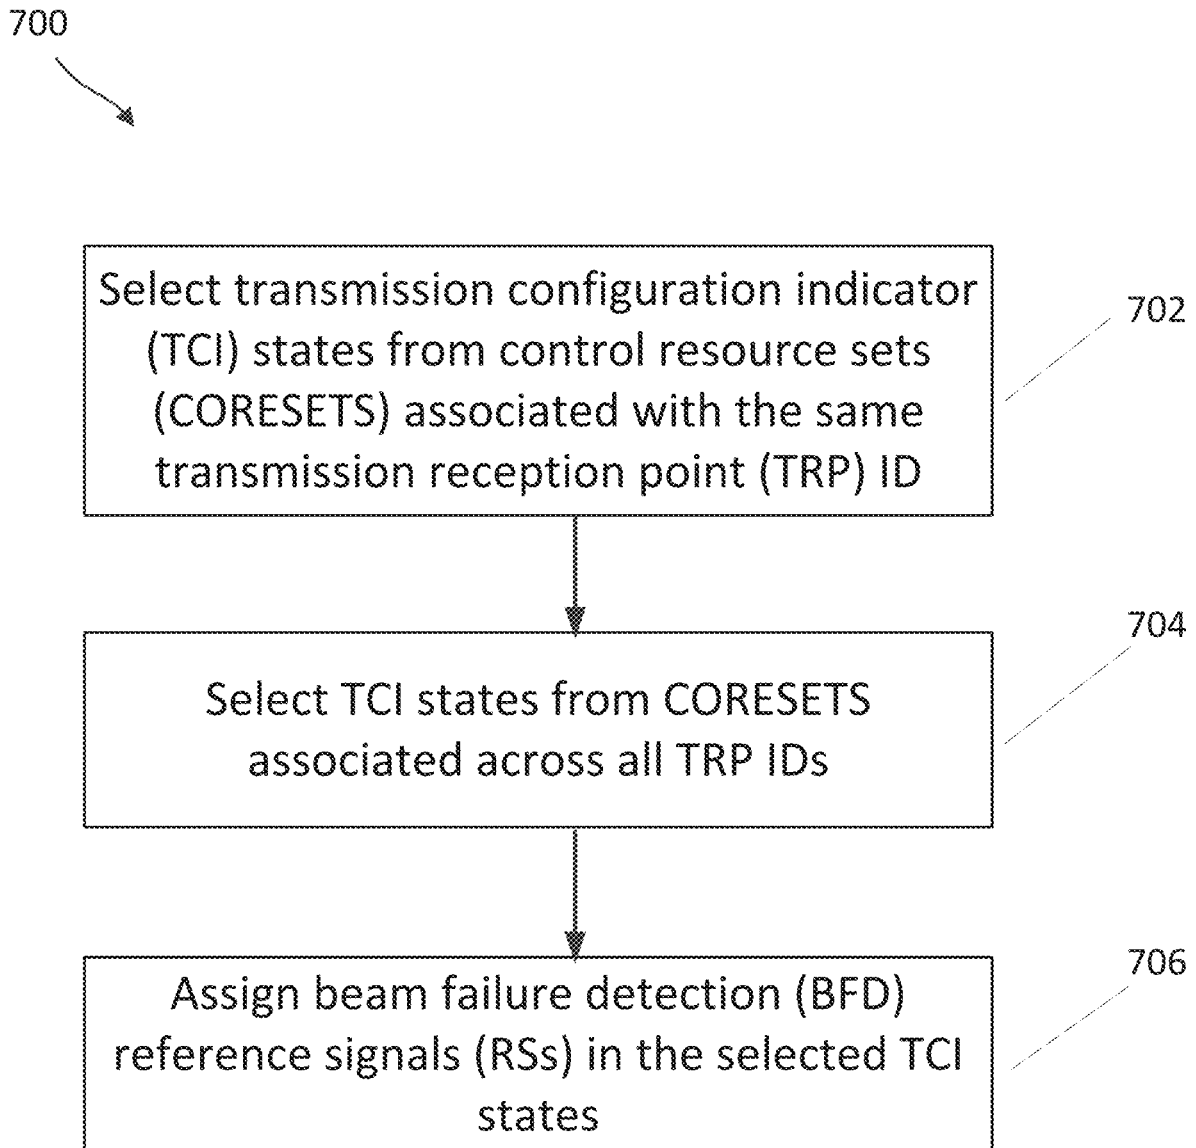 700
Select transmission configuration indicator
(TCI) states from control resource sets
(CORESETS) associated with the same
transmission reception point (TRP) ID
702
Select TCI states from CORESETS
associated across all TRP IDs
704
Assign beam failure detection (BFD)
reference signals (RSs) in the selected TCI
states
706